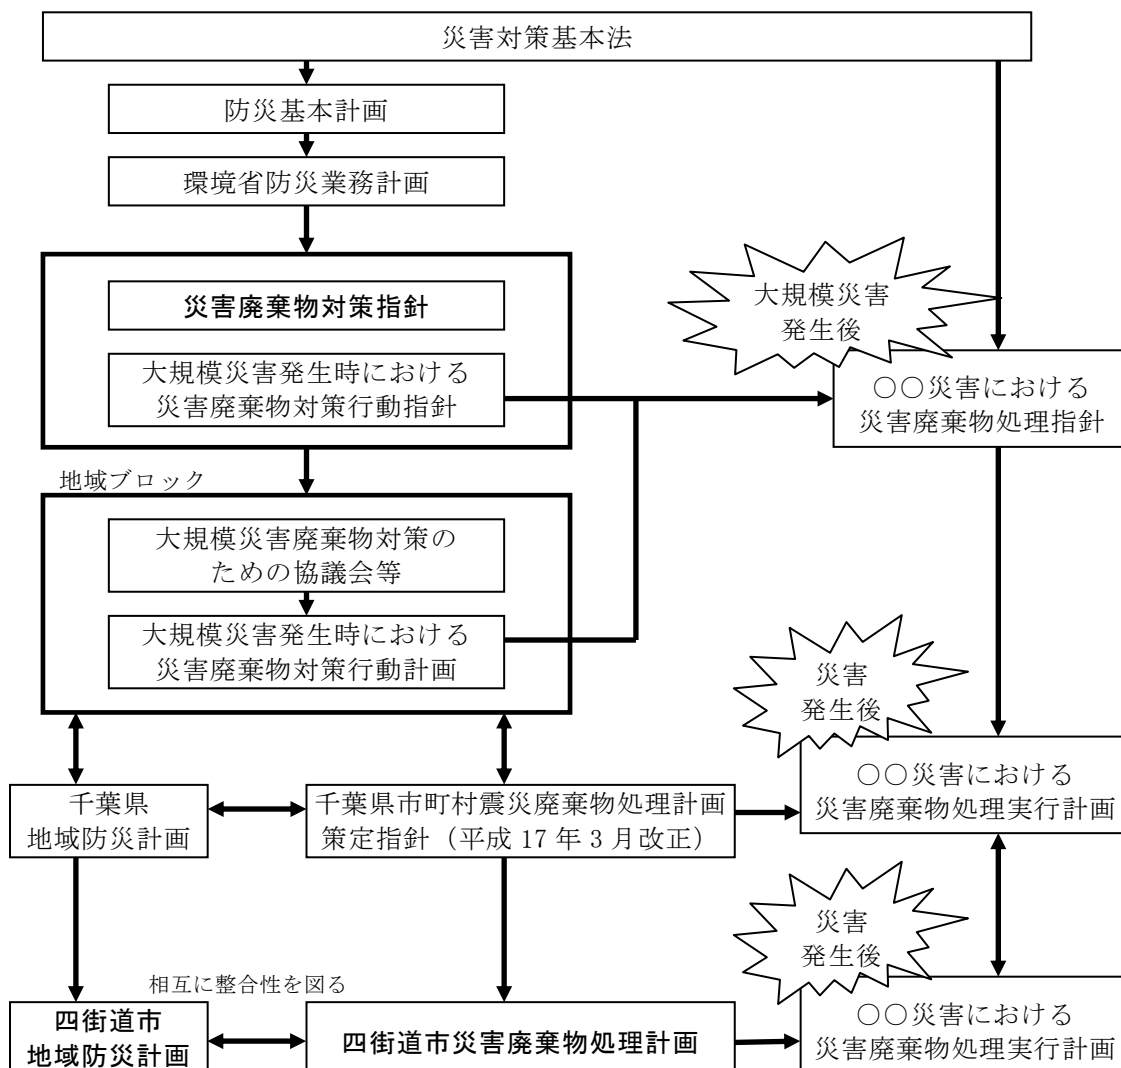 災害対策基本法
防災基本計画
環境省防災業務計画
災害廃棄物対策指針
大規模災害発生時における
災害廃棄物対策行動指針
大規模災害
発生後
○○災害における
災害廃棄物処理指針
地域ブロック
大規模災害廃棄物対策の
ための協議会等
大規模災害発生時における
災害廃棄物対策行動計画
災害
発生後
千葉県
地域防災計画
千葉県市町村震災廃棄物処理計画
策定指針（平成 17 年 3 月改正）
○○災害における
災害廃棄物処理実行計画
災害
発生後
相互に整合性を図る
四街道市
地域防災計画
四街道市災害廃棄物処理計画
○○災害における
災害廃棄物処理実行計画